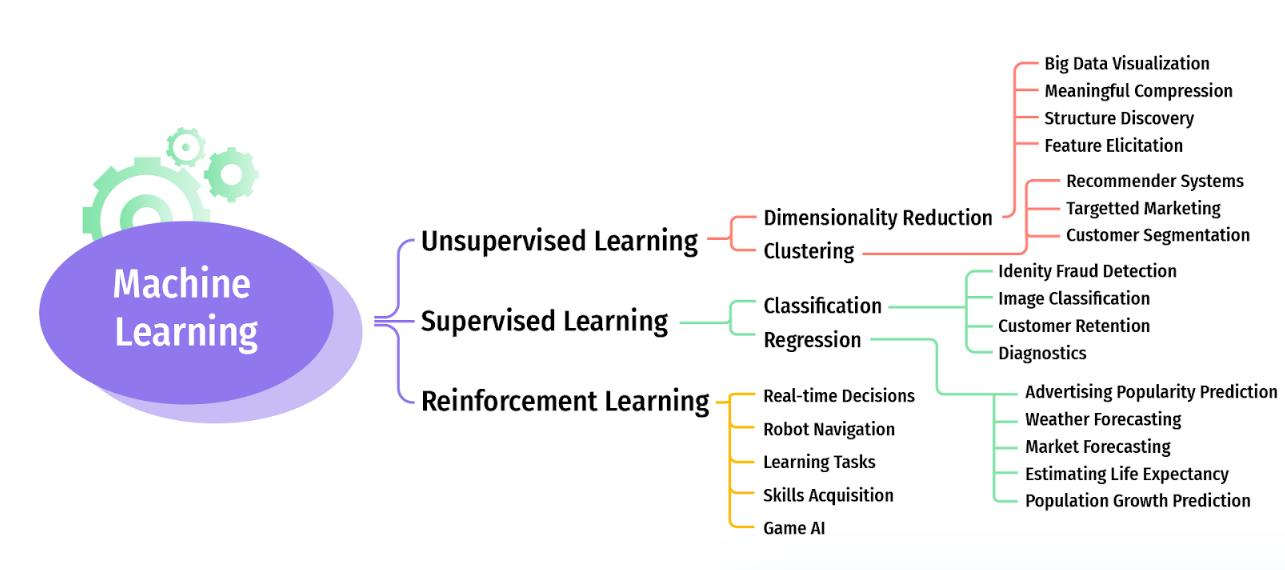 Machine
Learning
Unsupervised Learning
Dimensionality Reduction
Big Data Visualization
Meaningful Compression
Structure Discovery
Feature Elicitation
Clustering
Recommender Systems
Targetted Marketing
Customer Segmentation
Supervised Learning
Classification
Idenity Fraud Detection
Image Classification
Customer Retention
Diagnostics
Regression
Advertising Popularity Prediction
Weather Forecasting
Market Forecasting
Estimating Life Expectancy
Population Growth Prediction
Reinforcement Learning
Real-time Decisions
Robot Navigation
Learning Tasks
Skills Acquisition
Game AI